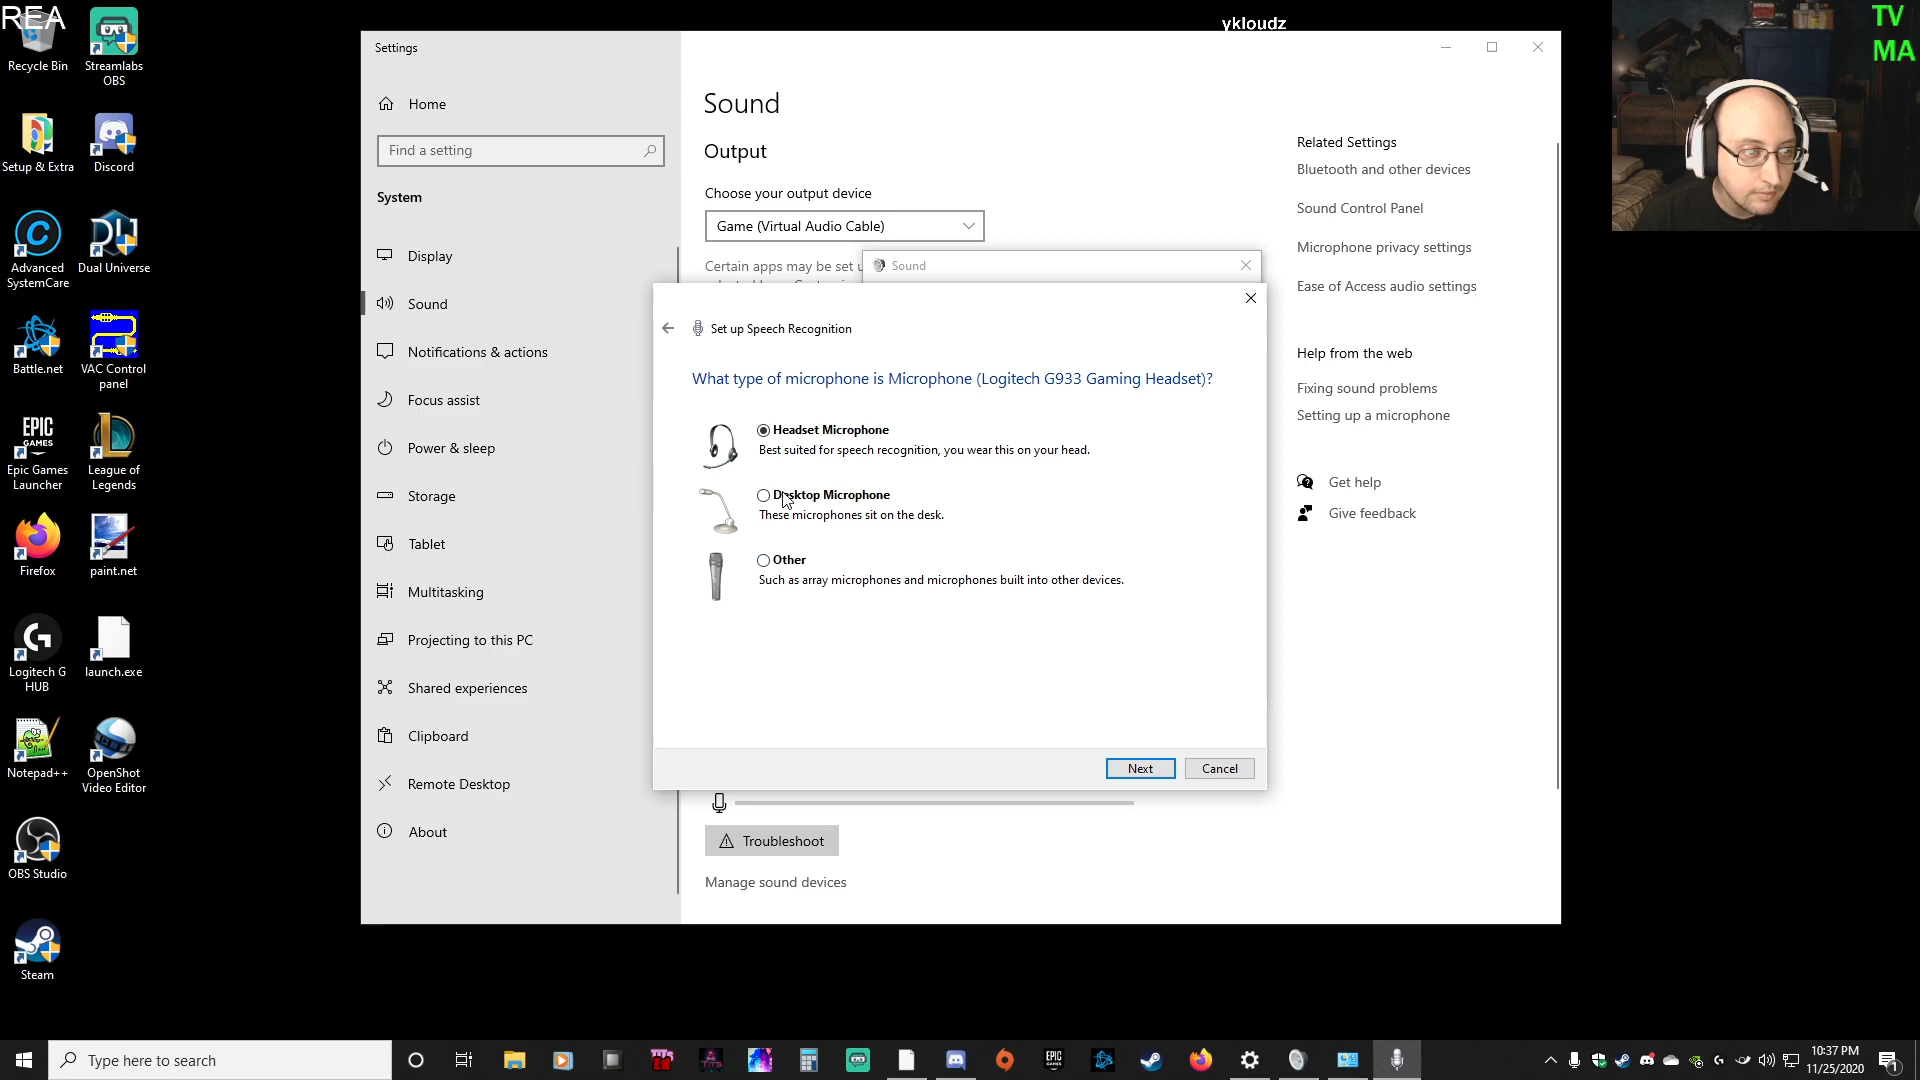 REA
ykloudz
TV
MA
Recycle Bin
Streamlabs
OBS
Setup & Extra
Discord
Advanced
SystemCare
Dual Universe
Battle.net
VAC Control
panel
EPIC
GAMES
Epic Games
Launcher
League of
Legends
Firefox
paint.net
Logitech G
HUB
launch.exe
Notepad++
OpenShot
Video Editor
OBS Studio
Steam
Settings
Home
Find a setting
System
Display
Sound
Notifications & actions
Focus assist
Power & sleep
Storage
Tablet
Multitasking
Projecting to this PC
Shared experiences
Clipboard
Remote Desktop
About
Sound
Output
Choose your output device
Game (Virtual Audio Cable)
Certain apps may be set u
Sound
Set up Speech Recognition
What type of microphone is Microphone (Logitech G933 Gaming Headset)?
Headset Microphone
Best suited for speech recognition, you wear this on your head.
Desktop Microphone
These microphones sit on the desk.
Other
Such as array microphones and microphones built into other devices.
Next
Cancel
Troubleshoot
Manage sound devices
Related Settings
Bluetooth and other devices
Sound Control Panel
Microphone privacy settings
Ease of Access audio settings
Help from the web
Fixing sound problems
Setting up a microphone
Get help
Give feedback
Type here to search
EPIC
10:37 PM
11/25/2020
1